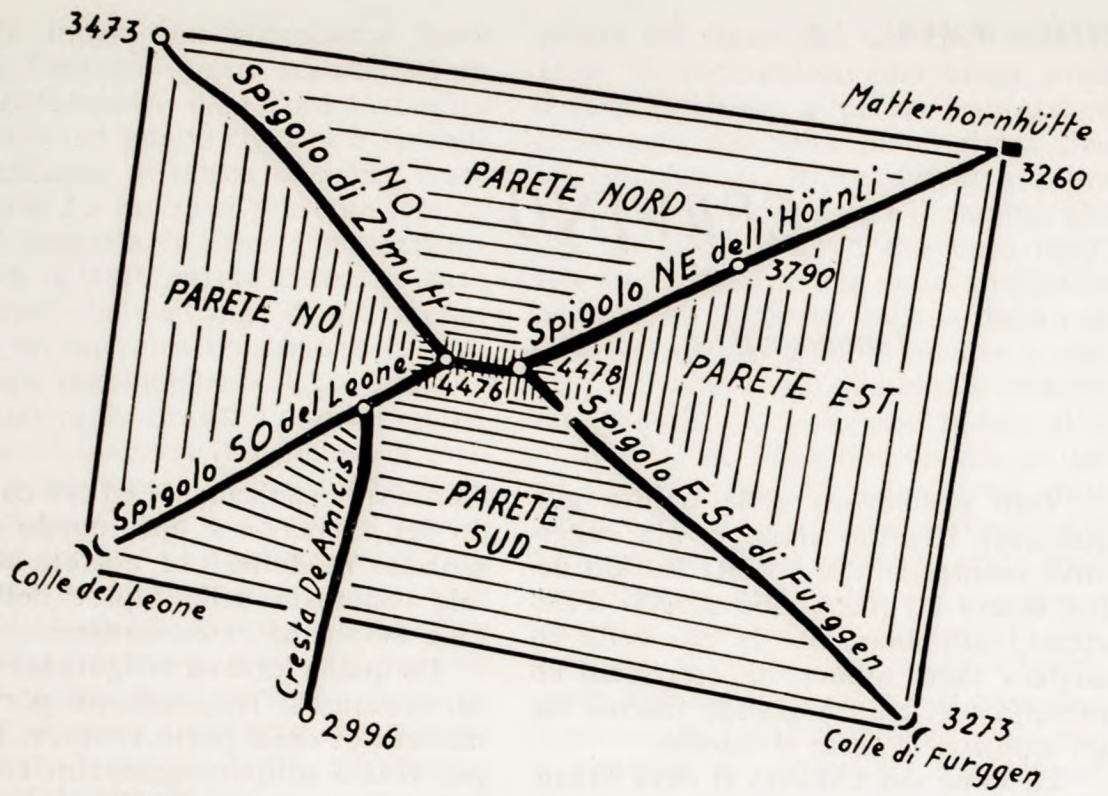 3473
Matterhornhütte
3260
Spigolo di Z'mutt
-NO-
PARETE NORD
Spigolo NE dell'Hörnli
3790
PARETE NO
4476
4478
PARETE EST
Spigolo SO del Leone
Spigolo E-SE di Furggen
PARETE
SUD
Cresta De Amicis
Colle del Leone
2996
3273
Colle di Furggen